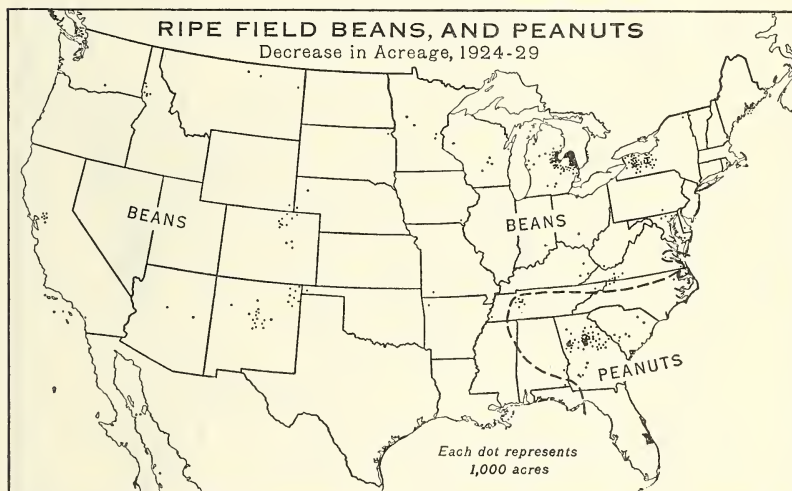 RIPE FIELD BEANS, AND PEANUTS
Decrease in Acreage, 1924-29
BEANS
BEANS
PEANUTS
Each dot represents
1,000 acres